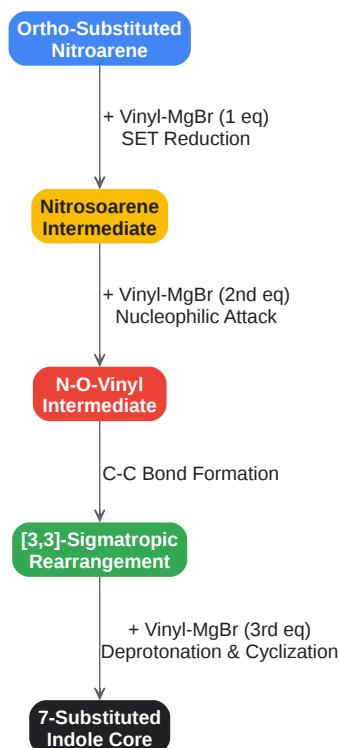 Ortho-Substituted
Nitroarene
+ Vinyl-MgBr (1 eq)
SET Reduction
Nitrosoarene
Intermediate
+ Vinyl-MgBr (2nd eq)
Nucleophilic Attack
N-O-Vinyl
Intermediate
C-C Bond Formation
[3,3]-Sigmatropic
Rearrangement
+ Vinyl-MgBr (3rd eq)
Deprotonation & Cyclization
7-Substituted
Indole Core